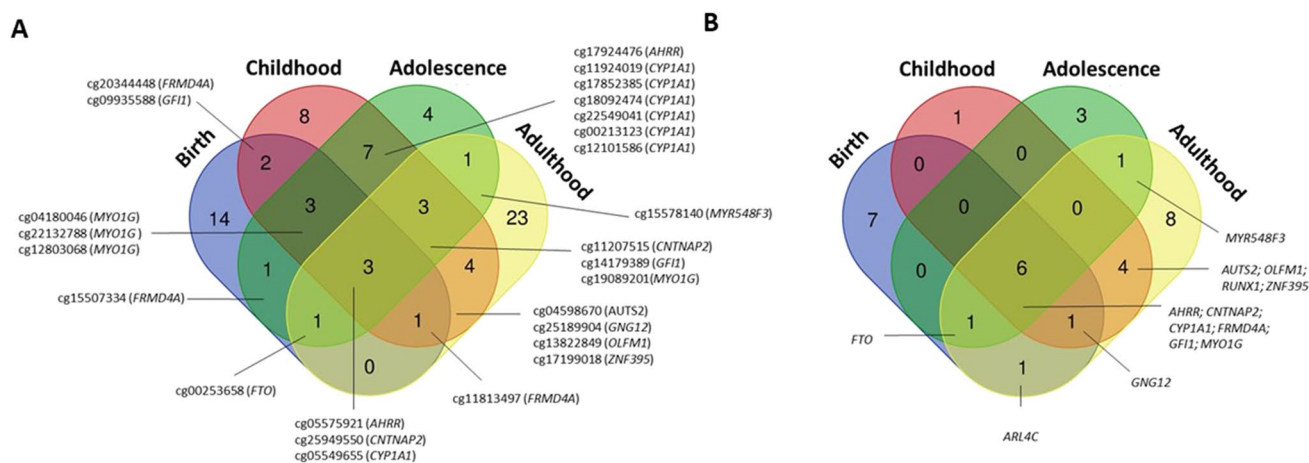 A
Childhood
Adolescence
Birth
Adulthood
cg20344448 (FRMD4A)
cg09935588 (GFI1)
cg17924476 (AHRR)
cg11924019 (CYP1A1)
cg17852385 (CYP1A1)
cg18092474 (CYP1A1)
cg22549041 (CYP1A1)
cg00213123 (CYP1A1)
cg12101586 (CYP1A1)
8
4
2
7
1
14
3
3
23
1
3
4
1
1
0
cg04180046 (MYO1G)
cg22132788 (MYO1G )
cg12803068 (MYO1G)
cg15578140 (MYR548F3)
cg11207515 (CNTNAP2)
cg14179389 (GFI1)
cg19089201(MYO1G)
cg15507334 (FRMD4A)
cg04598670 (AUTS2)
cg25189904 (GNG12)
cg13822849 (OLFM1)
cg17199018 (ZNF395)
cg00253658 (FTO)
cg11813497 (FRMD4A)
cg05575921 (AHRR)
cg25949550 (CNTNAP2)
cg05549655 (CYP1A1)
B
Childhood
Adolescence
Birth
Adulthood
1
3
0
0
1
7
0
0
8
0
6
4
1
1
1
MYR548F3
AUTS2; OLFM1;
RUNX1; ZNF395
AHRR; CNTNAP2;
CYP1A1; FRMD4A;
GFI1; MYO1G
FTO
GNG12
ARL4C